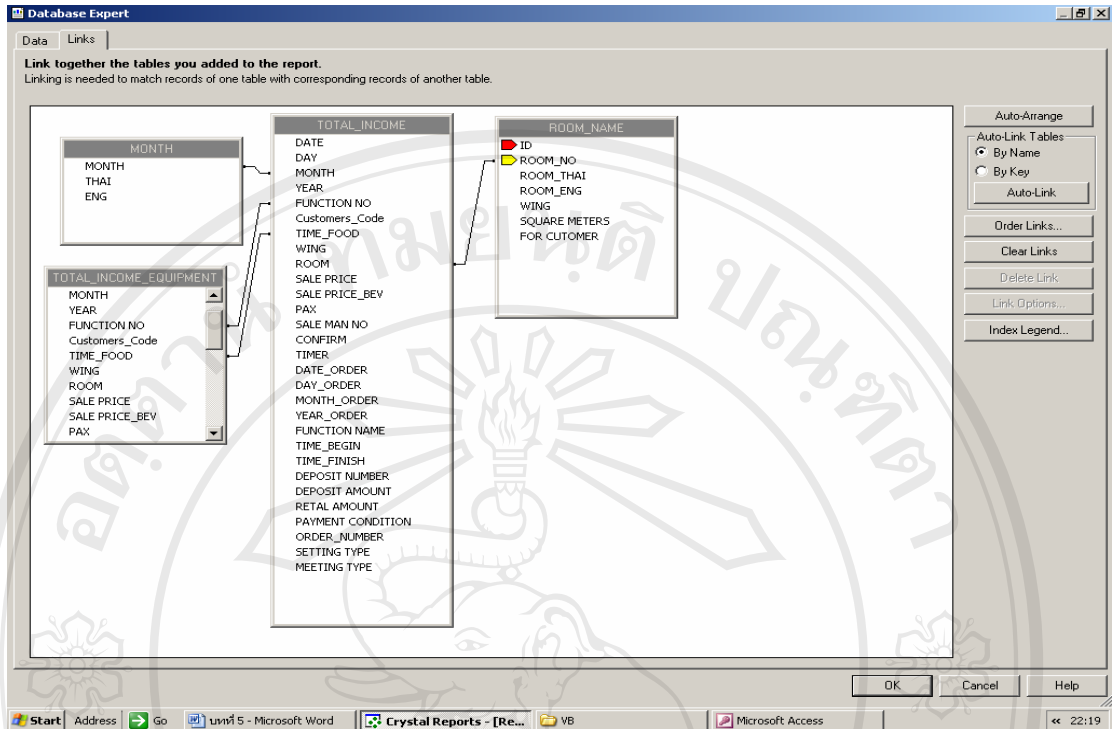 Database Expert
Data Links
Link together the tables you added to the report.
Linking is needed to match records of one table with corresponding records of another table.
MONTH
MONTH
THAI
ENG
TOTAL_INCOME_EQUIPMENT
MONTH
YEAR
FUNCTION NO
Customers_Code
TIME_FOOD
WING
ROOM
SALE PRICE
SALE PRICE_BEV
PAX
TOTAL_INCOME
DATE
DAY
MONTH
YEAR
FUNCTION NO
Customers_Code
TIME_FOOD
WING
ROOM
SALE PRICE
SALE PRICE_BEV
PAX
SALE MAN NO
CONFIRM
TIMER
DATE_ORDER
DAY_ORDER
MONTH_ORDER
YEAR_ORDER
FUNCTION NAME
TIME_BEGIN
TIME_FINISH
DEPOSIT NUMBER
DEPOSIT AMOUNT
RETAL AMOUNT
PAYMENT CONDITION
ORDER_NUMBER
SETTING TYPE
MEETING TYPE
ROOM_NAME
ID
ROOM_NO
ROOM_THAI
ROOM_ENG
WING
SQUARE METERS
FOR CUTOMER
Auto-Arrange
Auto-Link Tables
By Name
By Key
Auto-Link
Order Links...
Clear Links
Delete Link
Link Options...
Index Legend...
OK Cancel Help
Start Address Go บทที่ 5 - Microsoft Word Crystal Reports - [Re... VB Microsoft Access « 22:19